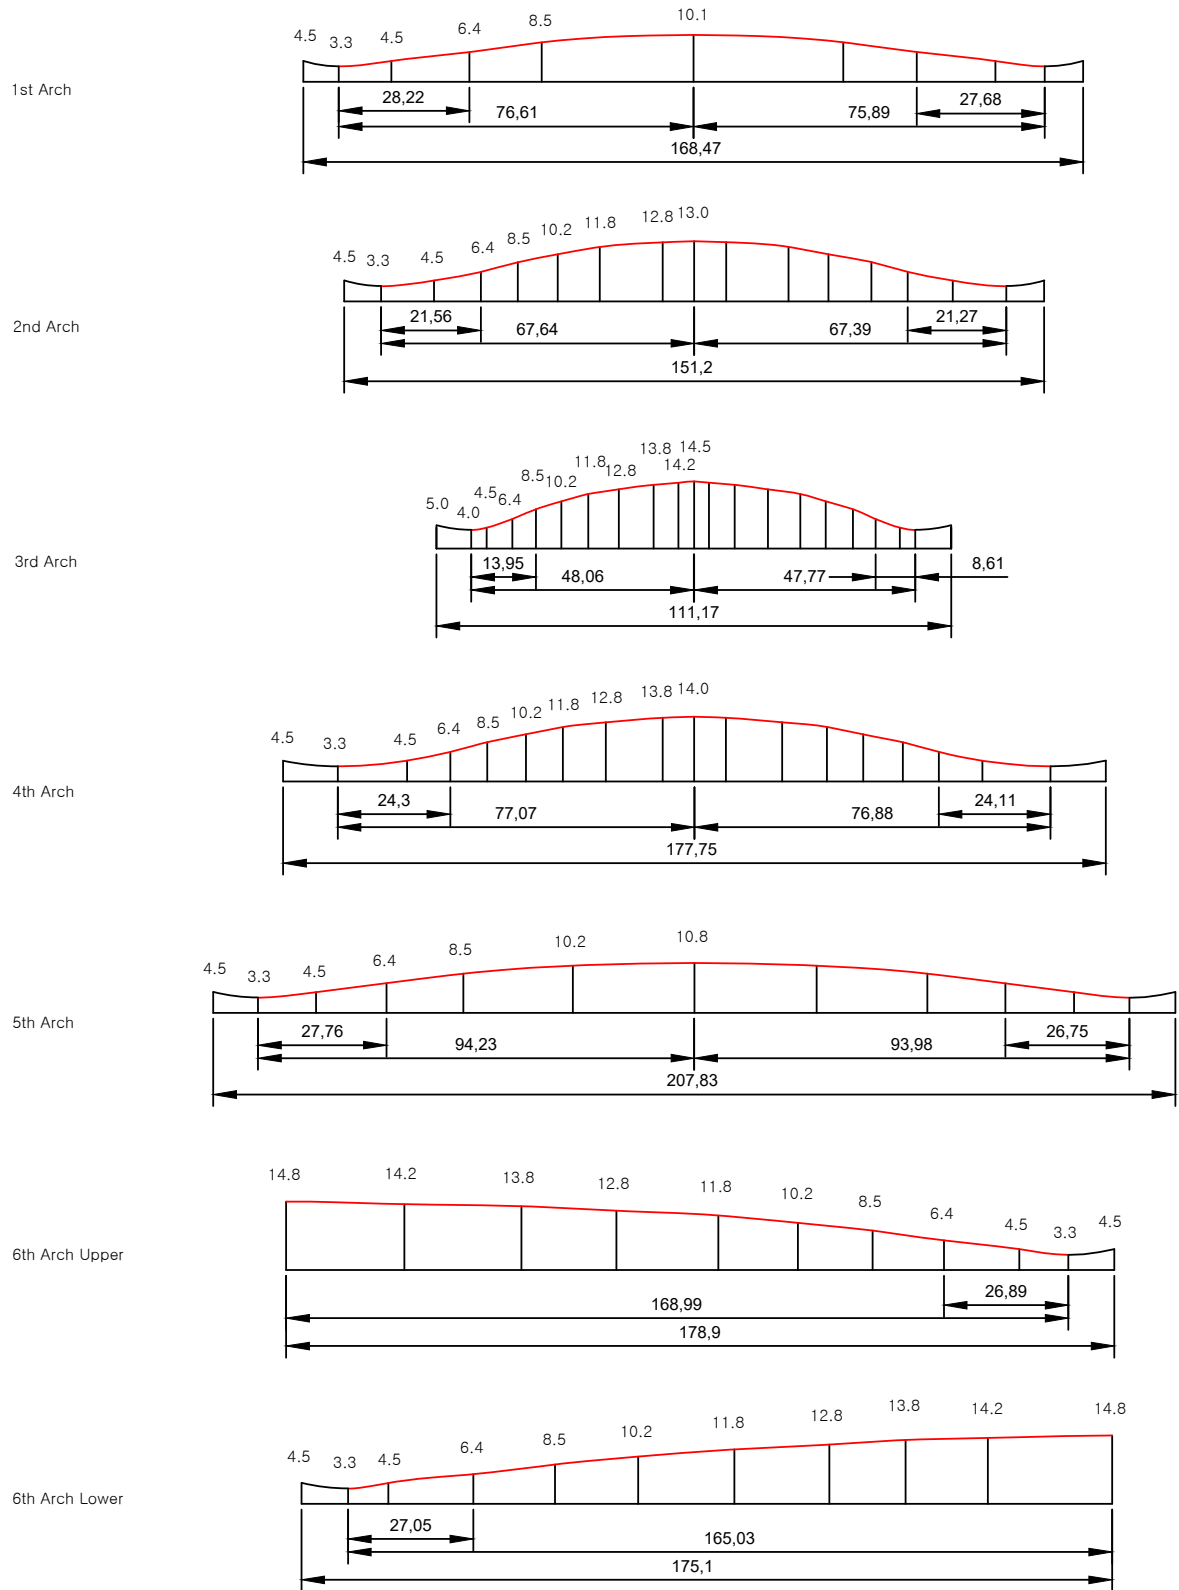 4.5 3.3 4.5 6.4 8.5 10.1
1st Arch
28,22 27,68
76,61 75,89
168,47
4.5 3.3 4.5 6.4 8.5 10.2 11.8 12.8 13.0
2nd Arch
21,56 21,27
67,64 67,39
151,2
5.0 4.0 4.5 6.4 8.5 10.2 11.8 12.8 13.8 14.2 14.5
3rd Arch
13,95 8,61
48,06 47,77
111,17
4.5 3.3 4.5 6.4 8.5 10.2 11.8 12.8 13.8 14.0
4th Arch
24,3 24,11
77,07 76,88
177,75
4.5 3.3 4.5 6.4 8.5 10.2 10.8
5th Arch
27,76 26,75
94,23 93,98
207,83
14.8 14.2 13.8 12.8 11.8 10.2 8.5 6.4 4.5 3.3 4.5
6th Arch Upper
26,89
168,99
178,9
4.5 3.3 4.5 6.4 8.5 10.2 11.8 12.8 13.8 14.2 14.8
6th Arch Lower
27,05
165,03
175,1